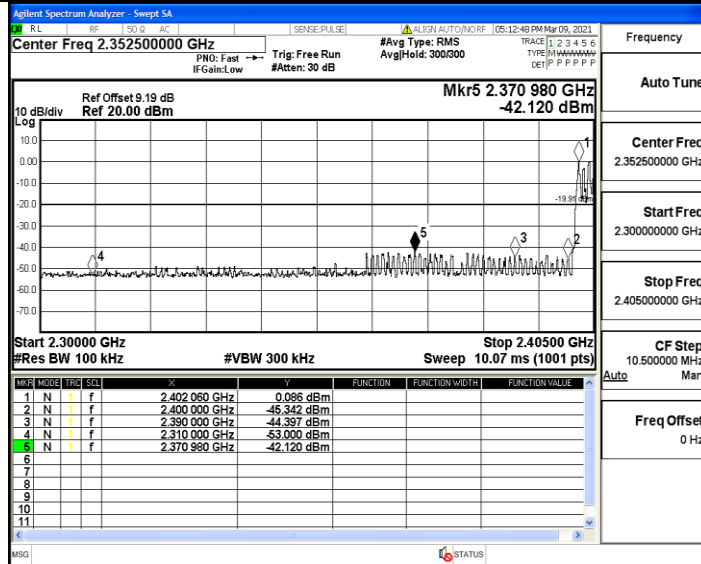 Agilent Spectrum Analyzer - Swept SA
RL RF 50 Ω AC SENSE:PULSE ALIGN AUTO/NO RF 05:12:48 PM Mar 09, 2021
Center Freq 2.352500000 GHz
PNO: Fast
IFGain:Low
Trig: Free Run
#Atten: 30 dB
#Avg Type: RMS
Avg|Hold: 300/300
TRACE 1 2 3 4 5 6
TYPE M W W W W W
DET P P P P P P
Mkr5 2.370 980 GHz
-42.120 dBm
Ref Offset 9.19 dB
10 dB/div Ref 20.00 dBm
Log
10.0
0.00
-10.0
-20.0
-30.0
-40.0
-50.0
-60.0
-70.0
1
-19.91 dBm
5
3
2
4
Start 2.30000 GHz Stop 2.40500 GHz
#Res BW 100 kHz #VBW 300 kHz Sweep 10.07 ms (1001 pts)
MKR MODE TRC SCL X Y FUNCTION FUNCTION WIDTH FUNCTION VALUE
1 N 1 f 2.402 060 GHz 0.086 dBm
2 N 1 f 2.400 000 GHz -45.342 dBm
3 N 1 f 2.390 000 GHz -44.397 dBm
4 N 1 f 2.310 000 GHz -53.000 dBm
5 N 1 f 2.370 980 GHz -42.120 dBm
6
7
8
9
10
11
MSG STATUS
Frequency
Auto Tune
Center Freq
2.352500000 GHz
Start Freq
2.300000000 GHz
Stop Freq
2.405000000 GHz
CF Step
10.500000 MHz
Auto Man
Freq Offset
0 Hz